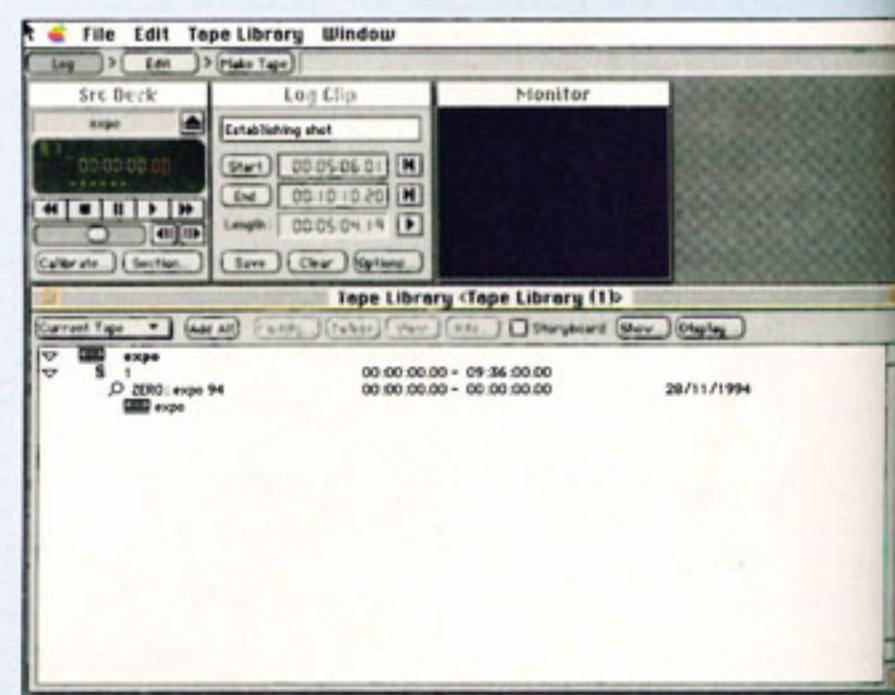 File Edit Tape Library Window
Log > Edit > Make Tape
Src Deck
expo
S 1
00:00:00.00
Calibrate... Section...
Log Clip
Establishing shot
Start 00:05:06.01
End 00:10:10.20
Length: 00:05:04.19
Save Clear Options...
Monitor
Tape Library <Tape Library (1)>
Current Tape Add All Storyboard Show... Display...
expo
S 1 00:00:00.00 - 09:36:00.00
ZERO: expo 94 00:00:00.00 - 00:00:00.00 28/11/1994
expo